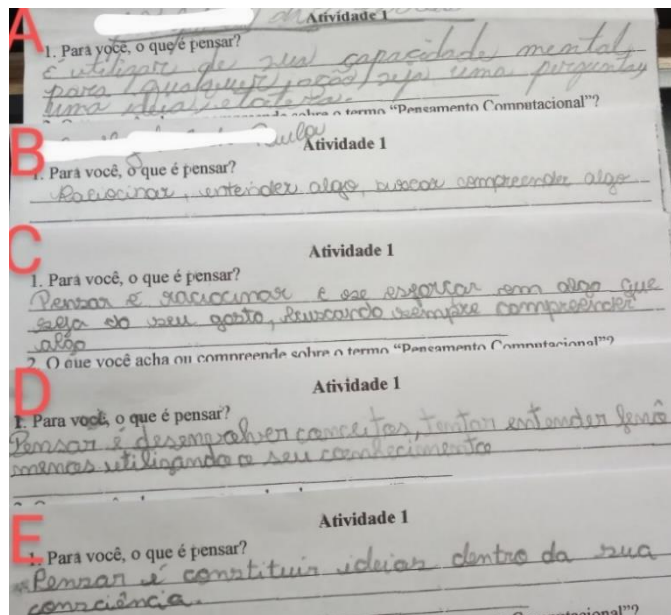 A
Atividade 1
1. Para você, o que é pensar?
É utilizar de sua capacidade mental
para qualquer ação seja uma pergunta,
uma ideia etcetera.
sobre o termo “Pensamento Computacional”?
B
Paula
Atividade 1
1. Para você, o que é pensar?
Raciocinar, entender algo, buscar compreender algo
C
Atividade 1
1. Para você, o que é pensar?
Pensar é raciocinar e se esforçar em algo que
seja do seu gosto, buscando sempre compreender
algo
2. O que você acha ou compreende sobre o termo “Pensamento Computacional”?
D
Atividade 1
1. Para você, o que é pensar?
Pensar é desenvolver conceitos, tentar entender fenô
menos utilizando o seu conhecimento
E
Atividade 1
1. Para você, o que é pensar?
Pensar é constituir ideias dentro da sua
consciência.